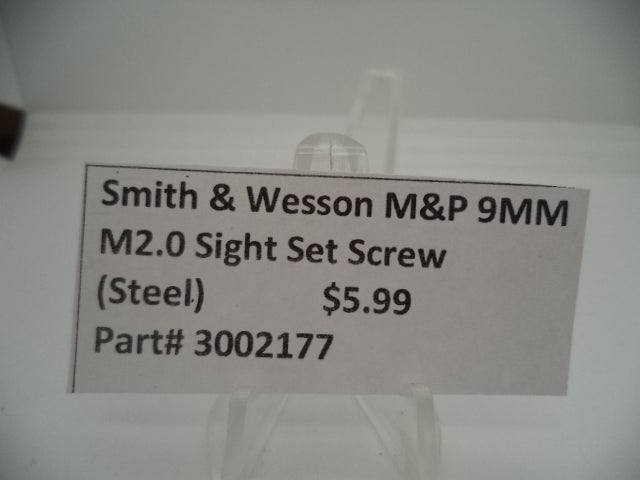 Smith & Wesson M&P 9MM
M2.0 Sight Set Screw
(Steel) $5.99
Part# 3002177